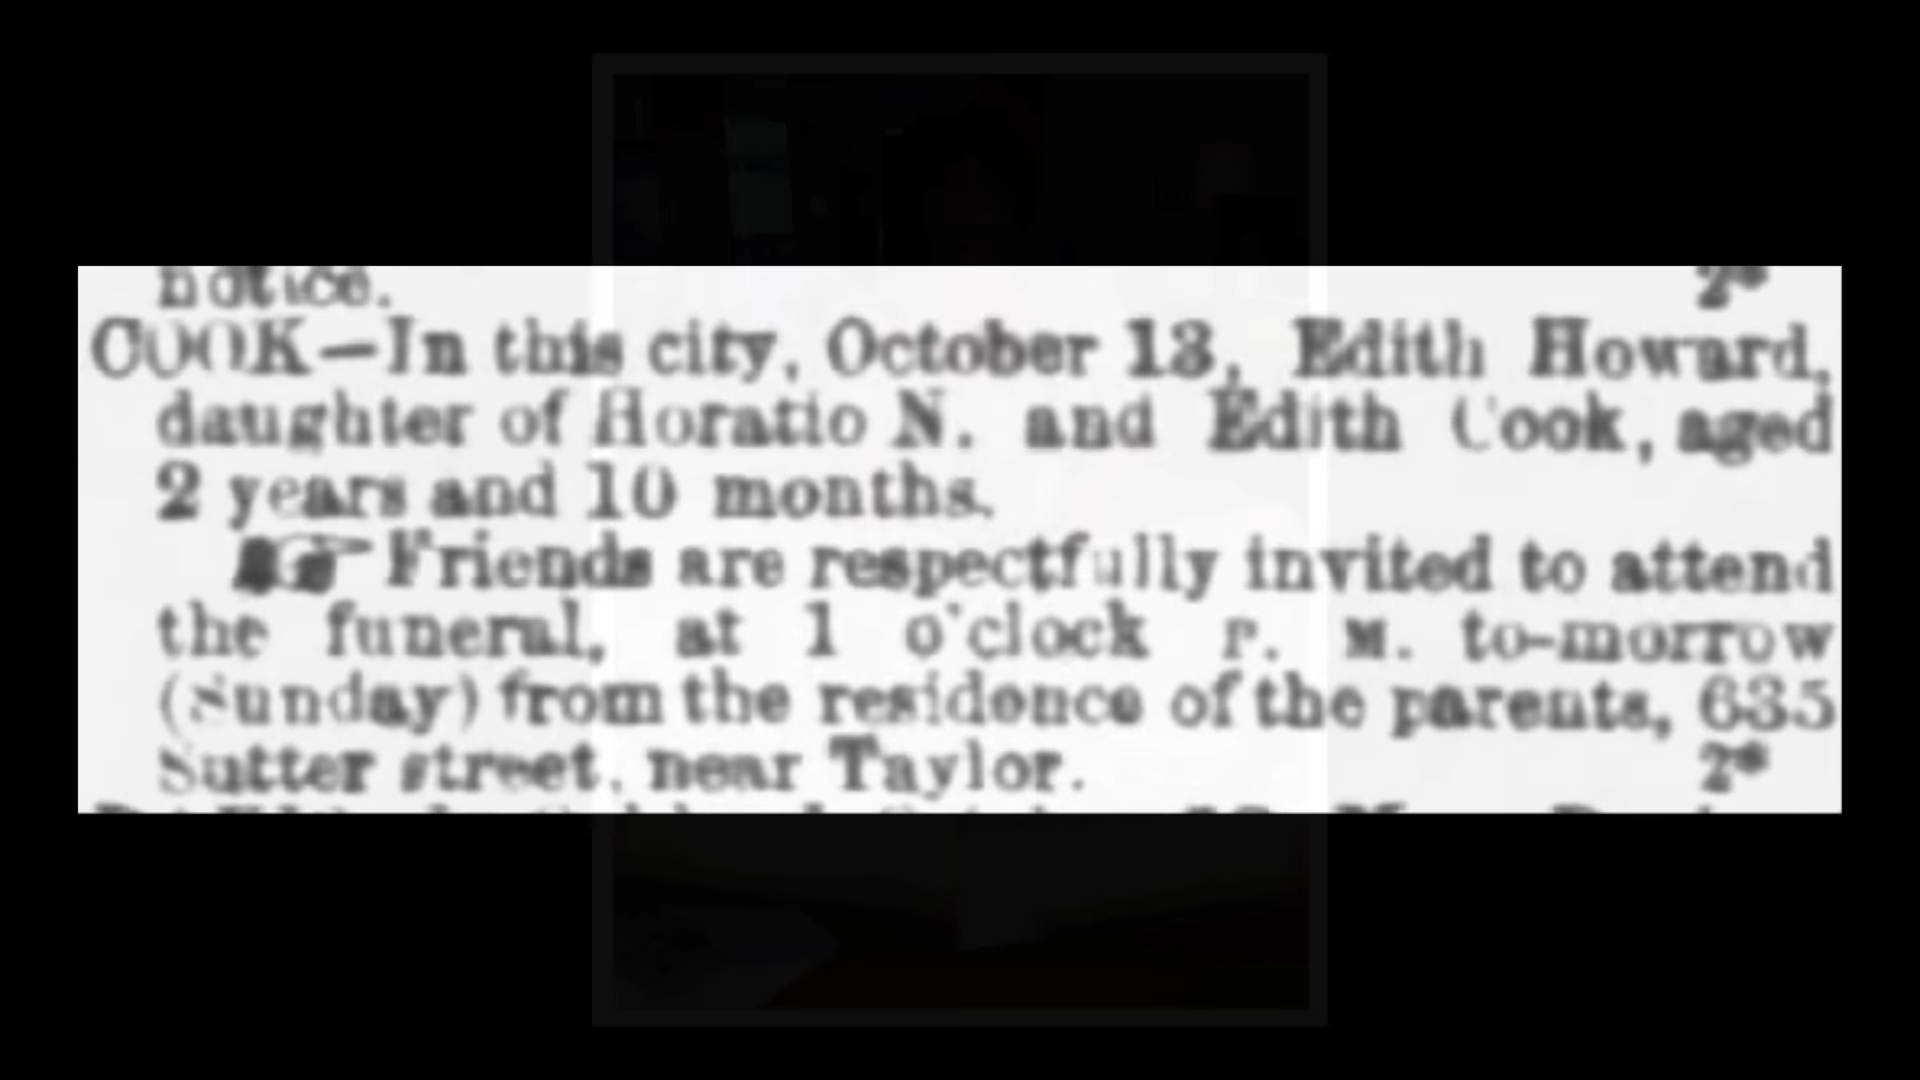 notice. 2*
COOK—In this city, October 13, Edith Howard,
daughter of Horatio N. and Edith Cook, aged
2 years and 10 months.
☞ Friends are respectfully invited to attend
the funeral, at 1 o'clock P. M. to-morrow
(Sunday) from the residence of the parents, 635
Sutter street, near Taylor. 2*